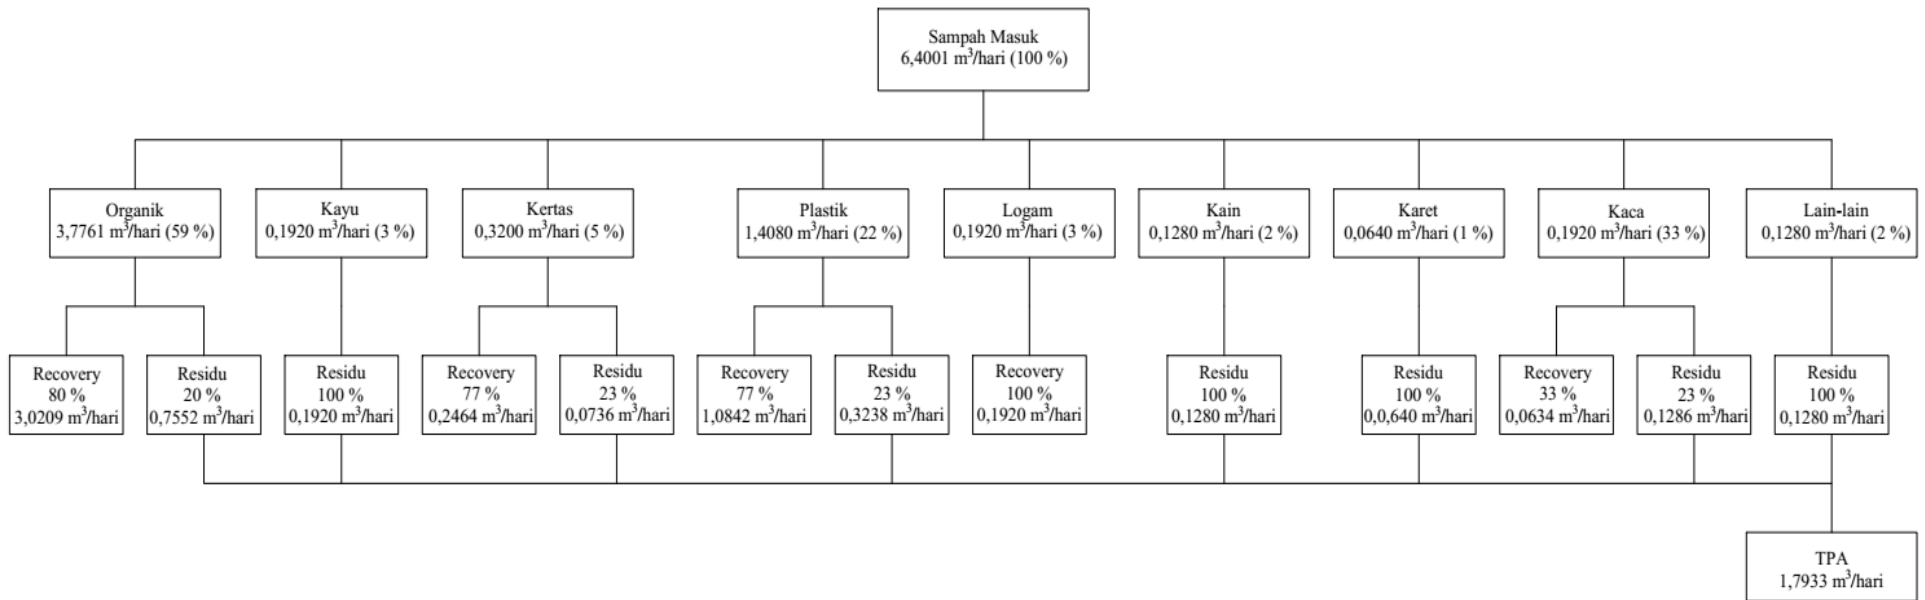 Sampah Masuk
6,4001 m³/hari (100 %)
Organik
3,7761 m³/hari (59 %)
Kayu
0,1920 m³/hari (3 %)
Kertas
0,3200 m³/hari (5 %)
Plastik
1,4080 m³/hari (22 %)
Logam
0,1920 m³/hari (3 %)
Kain
0,1280 m³/hari (2 %)
Karet
0,0640 m³/hari (1 %)
Kaca
0,1920 m³/hari (33 %)
Lain-lain
0,1280 m³/hari (2 %)
Recovery
80 %
3,0209 m³/hari
Residu
20 %
0,7552 m³/hari
Residu
100 %
0,1920 m³/hari
Recovery
77 %
0,2464 m³/hari
Residu
23 %
0,0736 m³/hari
Recovery
77 %
1,0842 m³/hari
Residu
23 %
0,3238 m³/hari
Recovery
100 %
0,1920 m³/hari
Residu
100 %
0,1280 m³/hari
Residu
100 %
0,0,640 m³/hari
Recovery
33 %
0,0634 m³/hari
Residu
23 %
0,1286 m³/hari
Residu
100 %
0,1280 m³/hari
TPA
1,7933 m³/hari